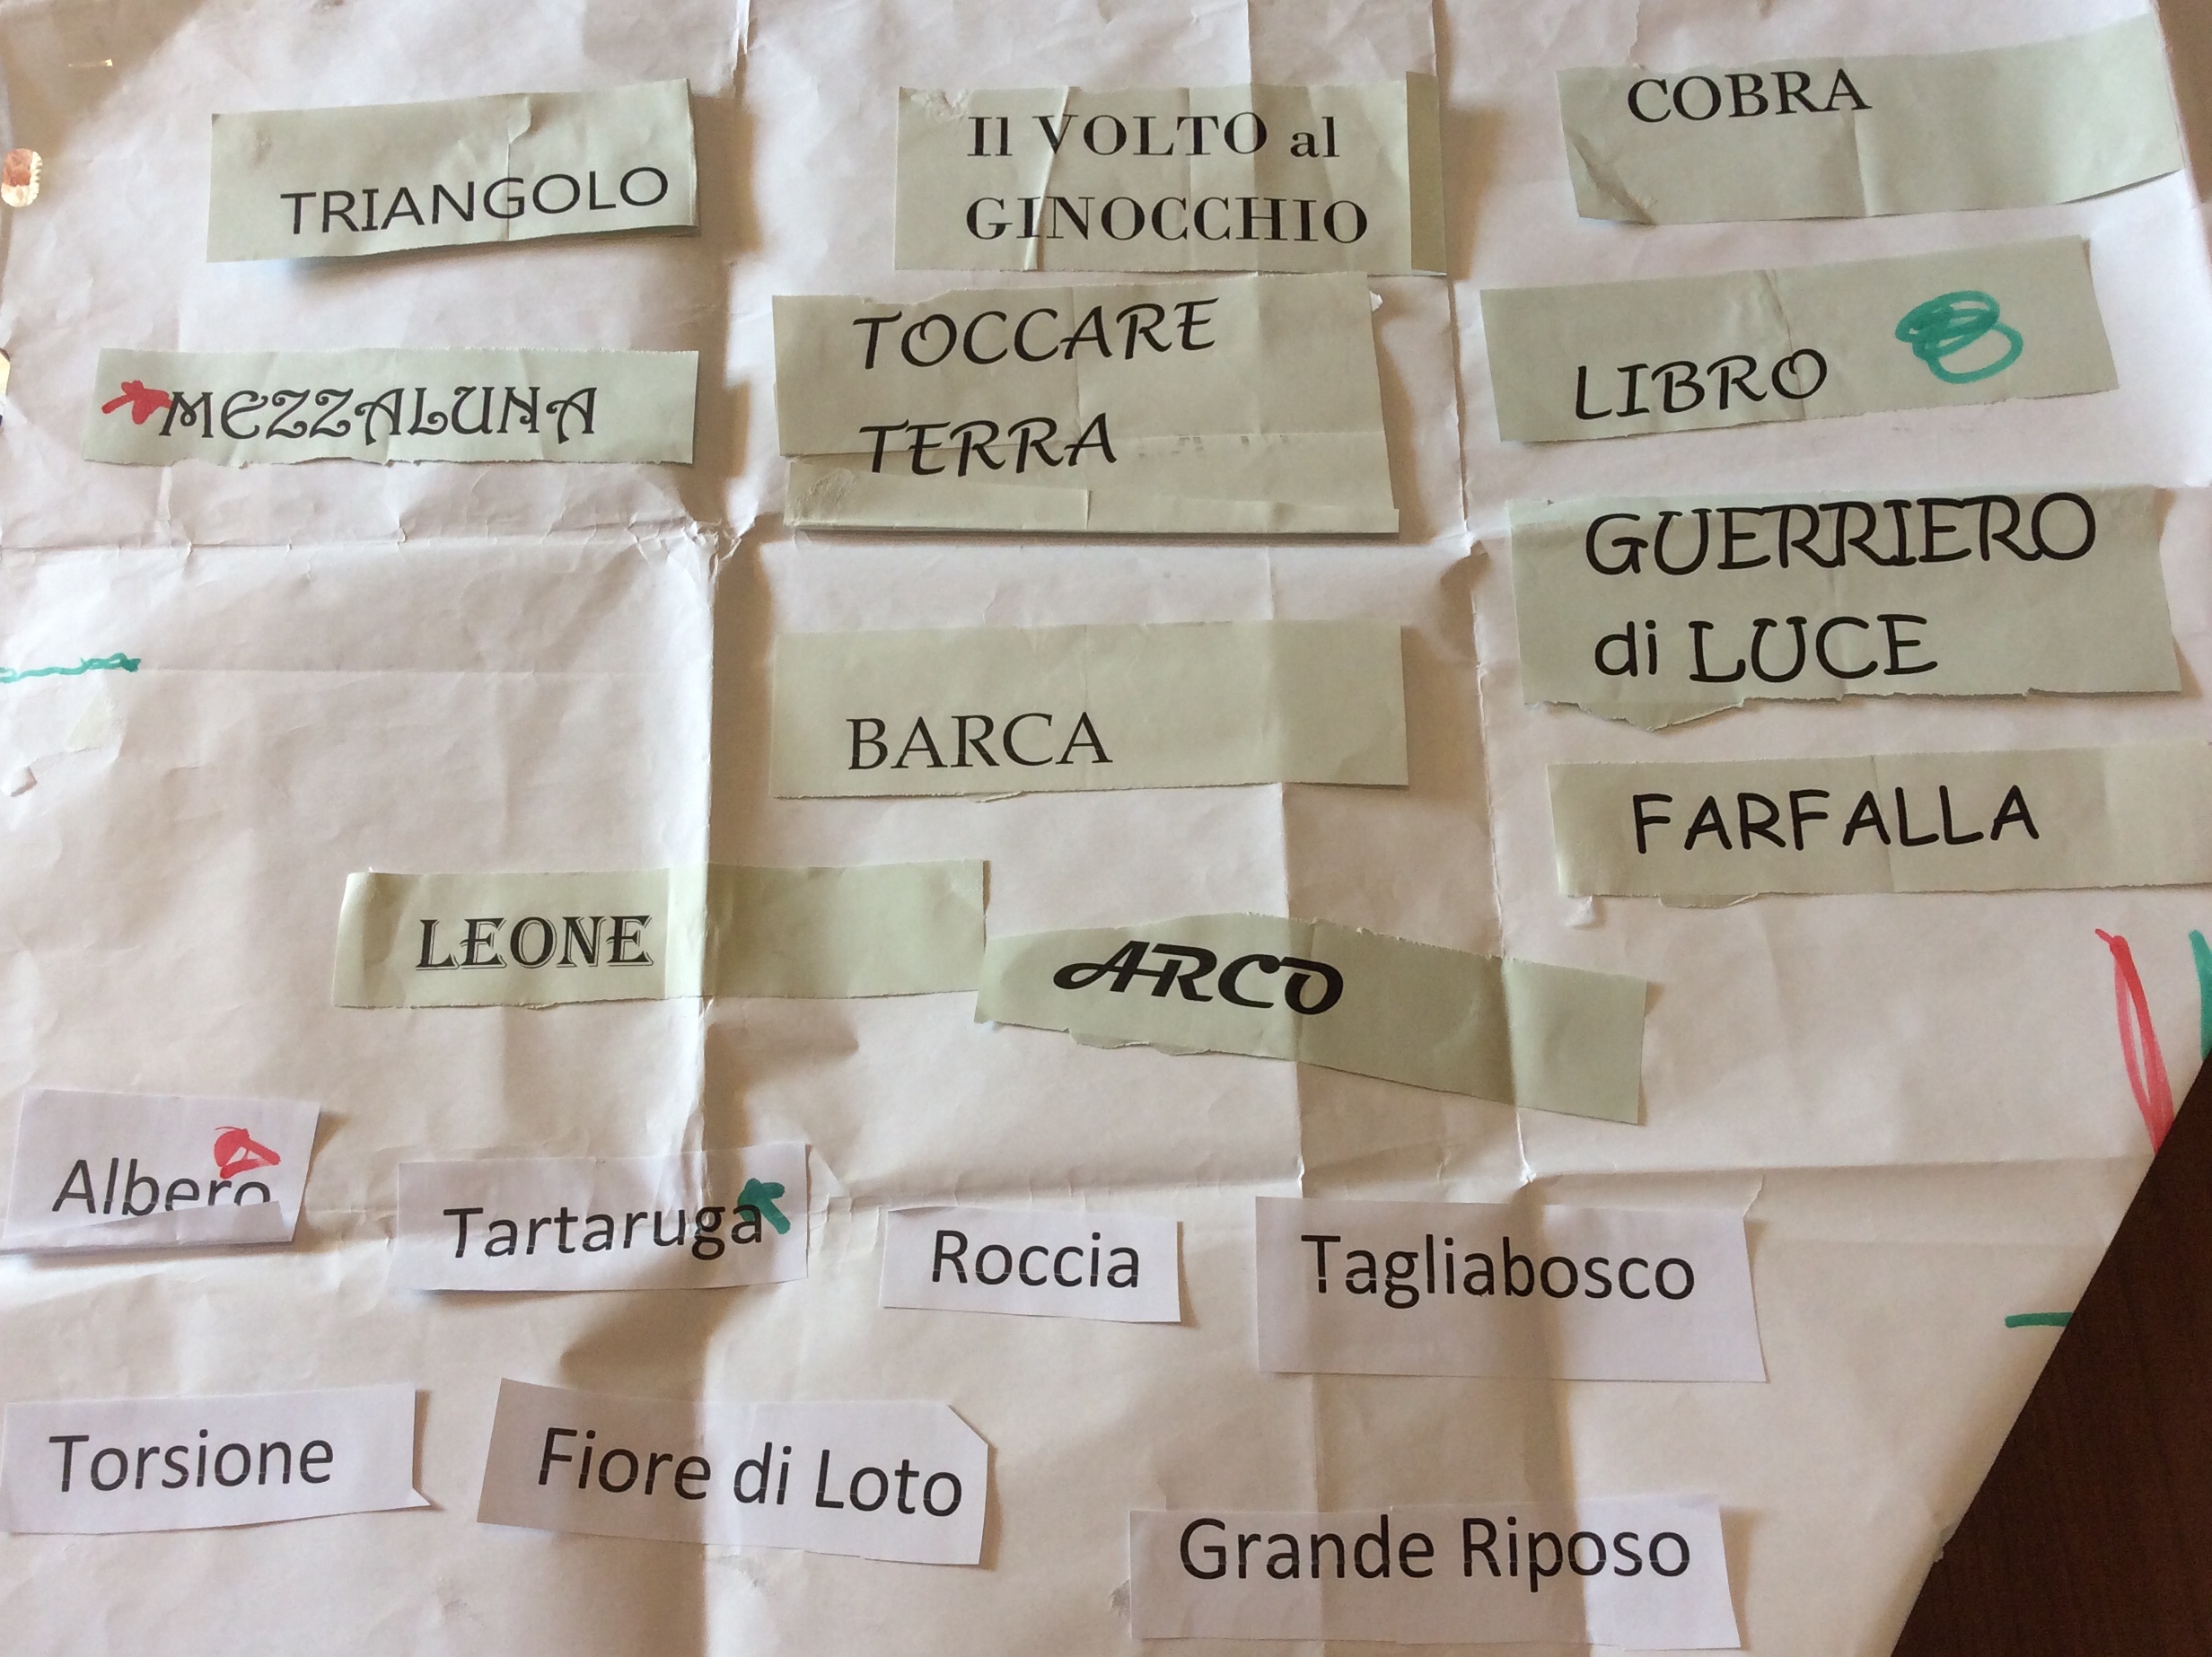 TRIANGOLO
Il VOLTO al
GINOCCHIO
COBRA
MEZZALUNA
TOCCARE
TERRA
LIBRO
GUERRIERO
di LUCE
BARCA
FARFALLA
LEONE
ARCO
Albero
Tartaruga
Roccia
Tagliabosco
Torsione
Fiore di Loto
Grande Riposo